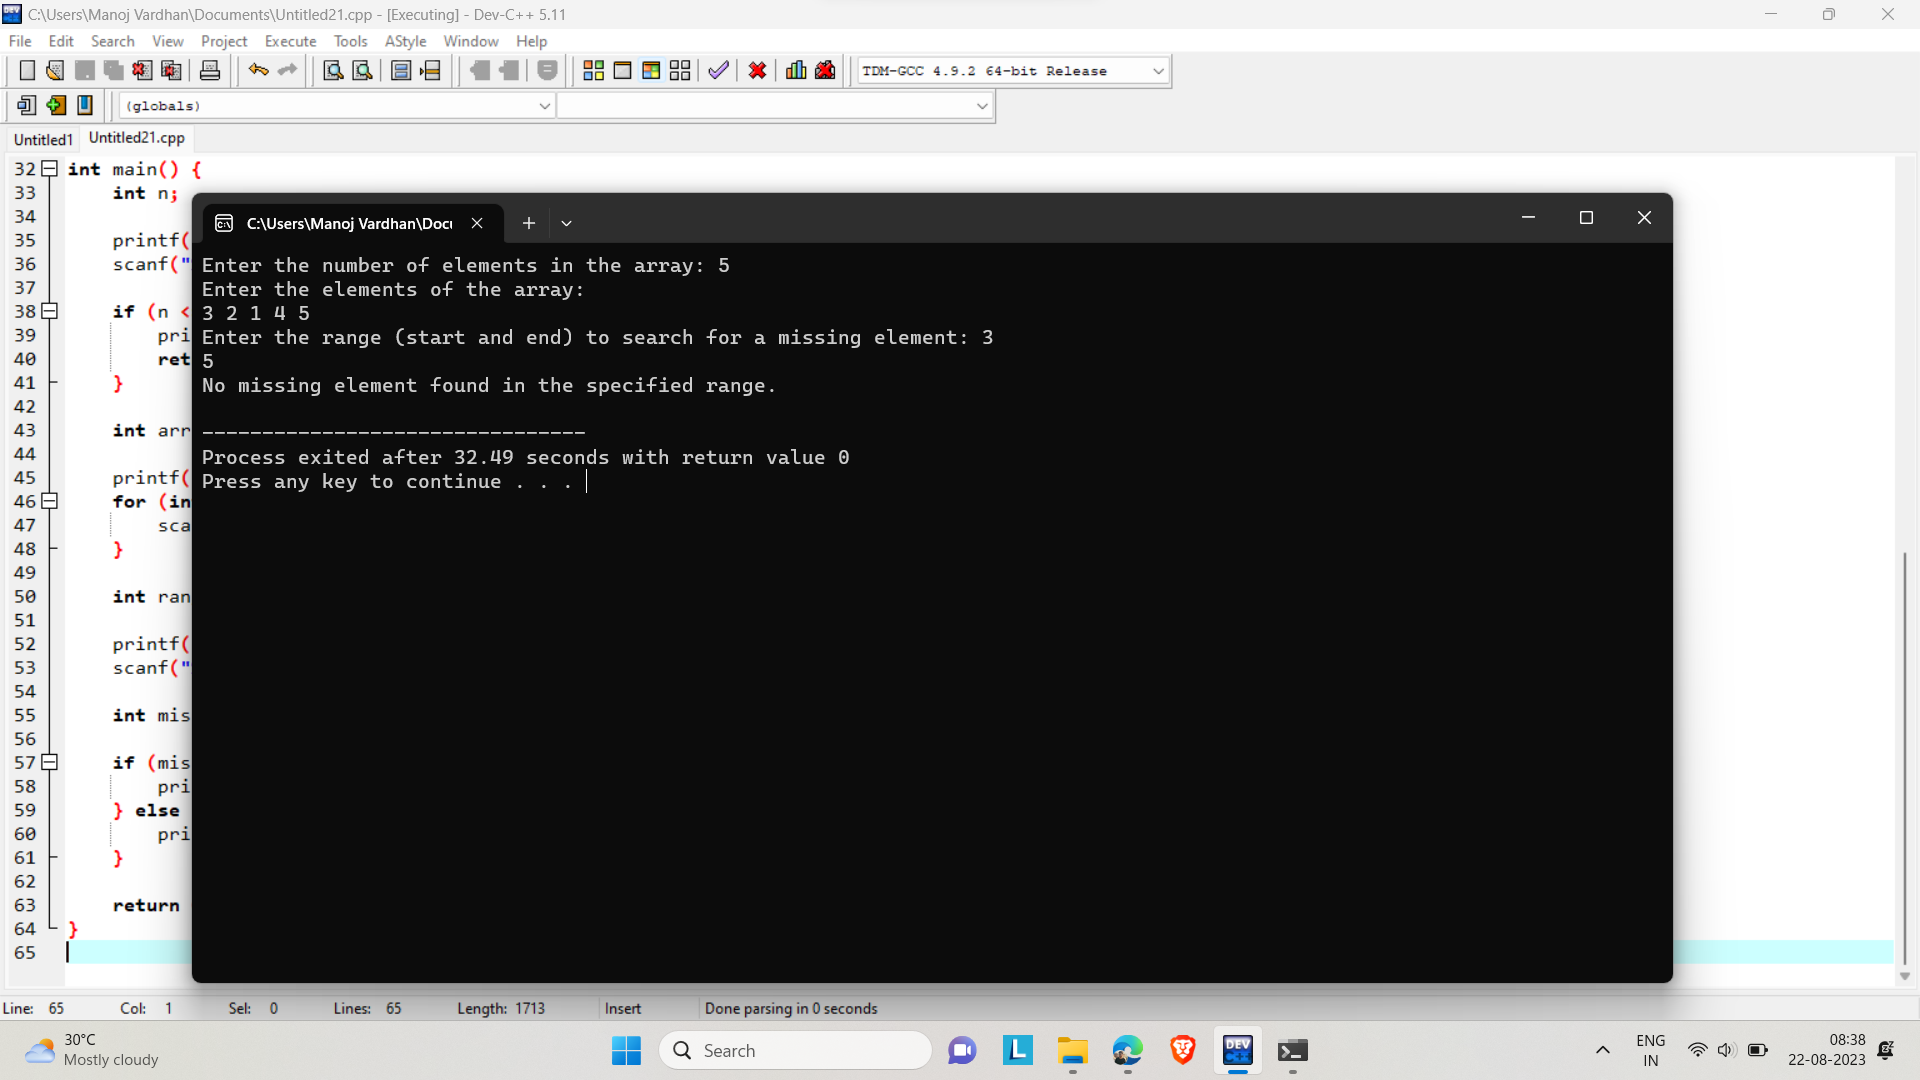 C:\Users\Manoj Vardhan\Documents\Untitled21.cpp - [Executing] - Dev-C++ 5.11
File Edit Search View Project Execute Tools AStyle Window Help
TDM-GCC 4.9.2 64-bit Release
(globals)
Untitled1 Untitled21.cpp
32 int main() {
33 int n;
34
35 printf(
36 scanf("
37
38 if (n <
39 pri
40 ret
41 }
42
43 int arr
44
45 printf(
46 for (in
47 sca
48 }
49
50 int ran
51
52 printf(
53 scanf("
54
55 int mis
56
57 if (mis
58 pri
59 } else
60 pri
61 }
62
63 return
64 }
65
C:\Users\Manoj Vardhan\Docu
Enter the number of elements in the array: 5
Enter the elements of the array:
3 2 1 4 5
Enter the range (start and end) to search for a missing element: 3
5
No missing element found in the specified range.
--------------------------------
Process exited after 32.49 seconds with return value 0
Press any key to continue . . .
Line: 65 Col: 1 Sel: 0 Lines: 65 Length: 1713 Insert Done parsing in 0 seconds
30°C
Mostly cloudy
Search
L
DEV
C++
ENG
IN
08:38
22-08-2023